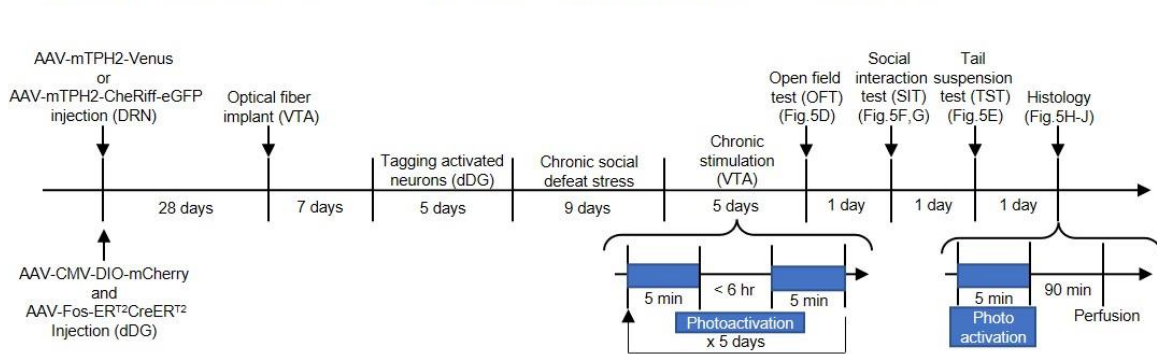 AAV-mTPH2-Venus
or
AAV-mTPH2-CheRiff-eGFP
injection (DRN)
Optical fiber
implant (VTA)
Tagging activated
neurons (dDG)
Chronic social
defeat stress
Chronic
stimulation
(VTA)
Open field
test (OFT)
(Fig.5D)
Social
interaction
test (SIT)
(Fig.5F,G)
Tail
suspension
test (TST)
(Fig.5E)
Histology
(Fig.5H-J)
28 days
7 days
5 days
9 days
5 days
1 day
1 day
1 day
AAV-CMV-DIO-mCherry
and
AAV-Fos-ERT2CreERT2
Injection (dDG)
5 min
< 6 hr
5 min
Photoactivation
x 5 days
5 min
90 min
Photo
activation
Perfusion